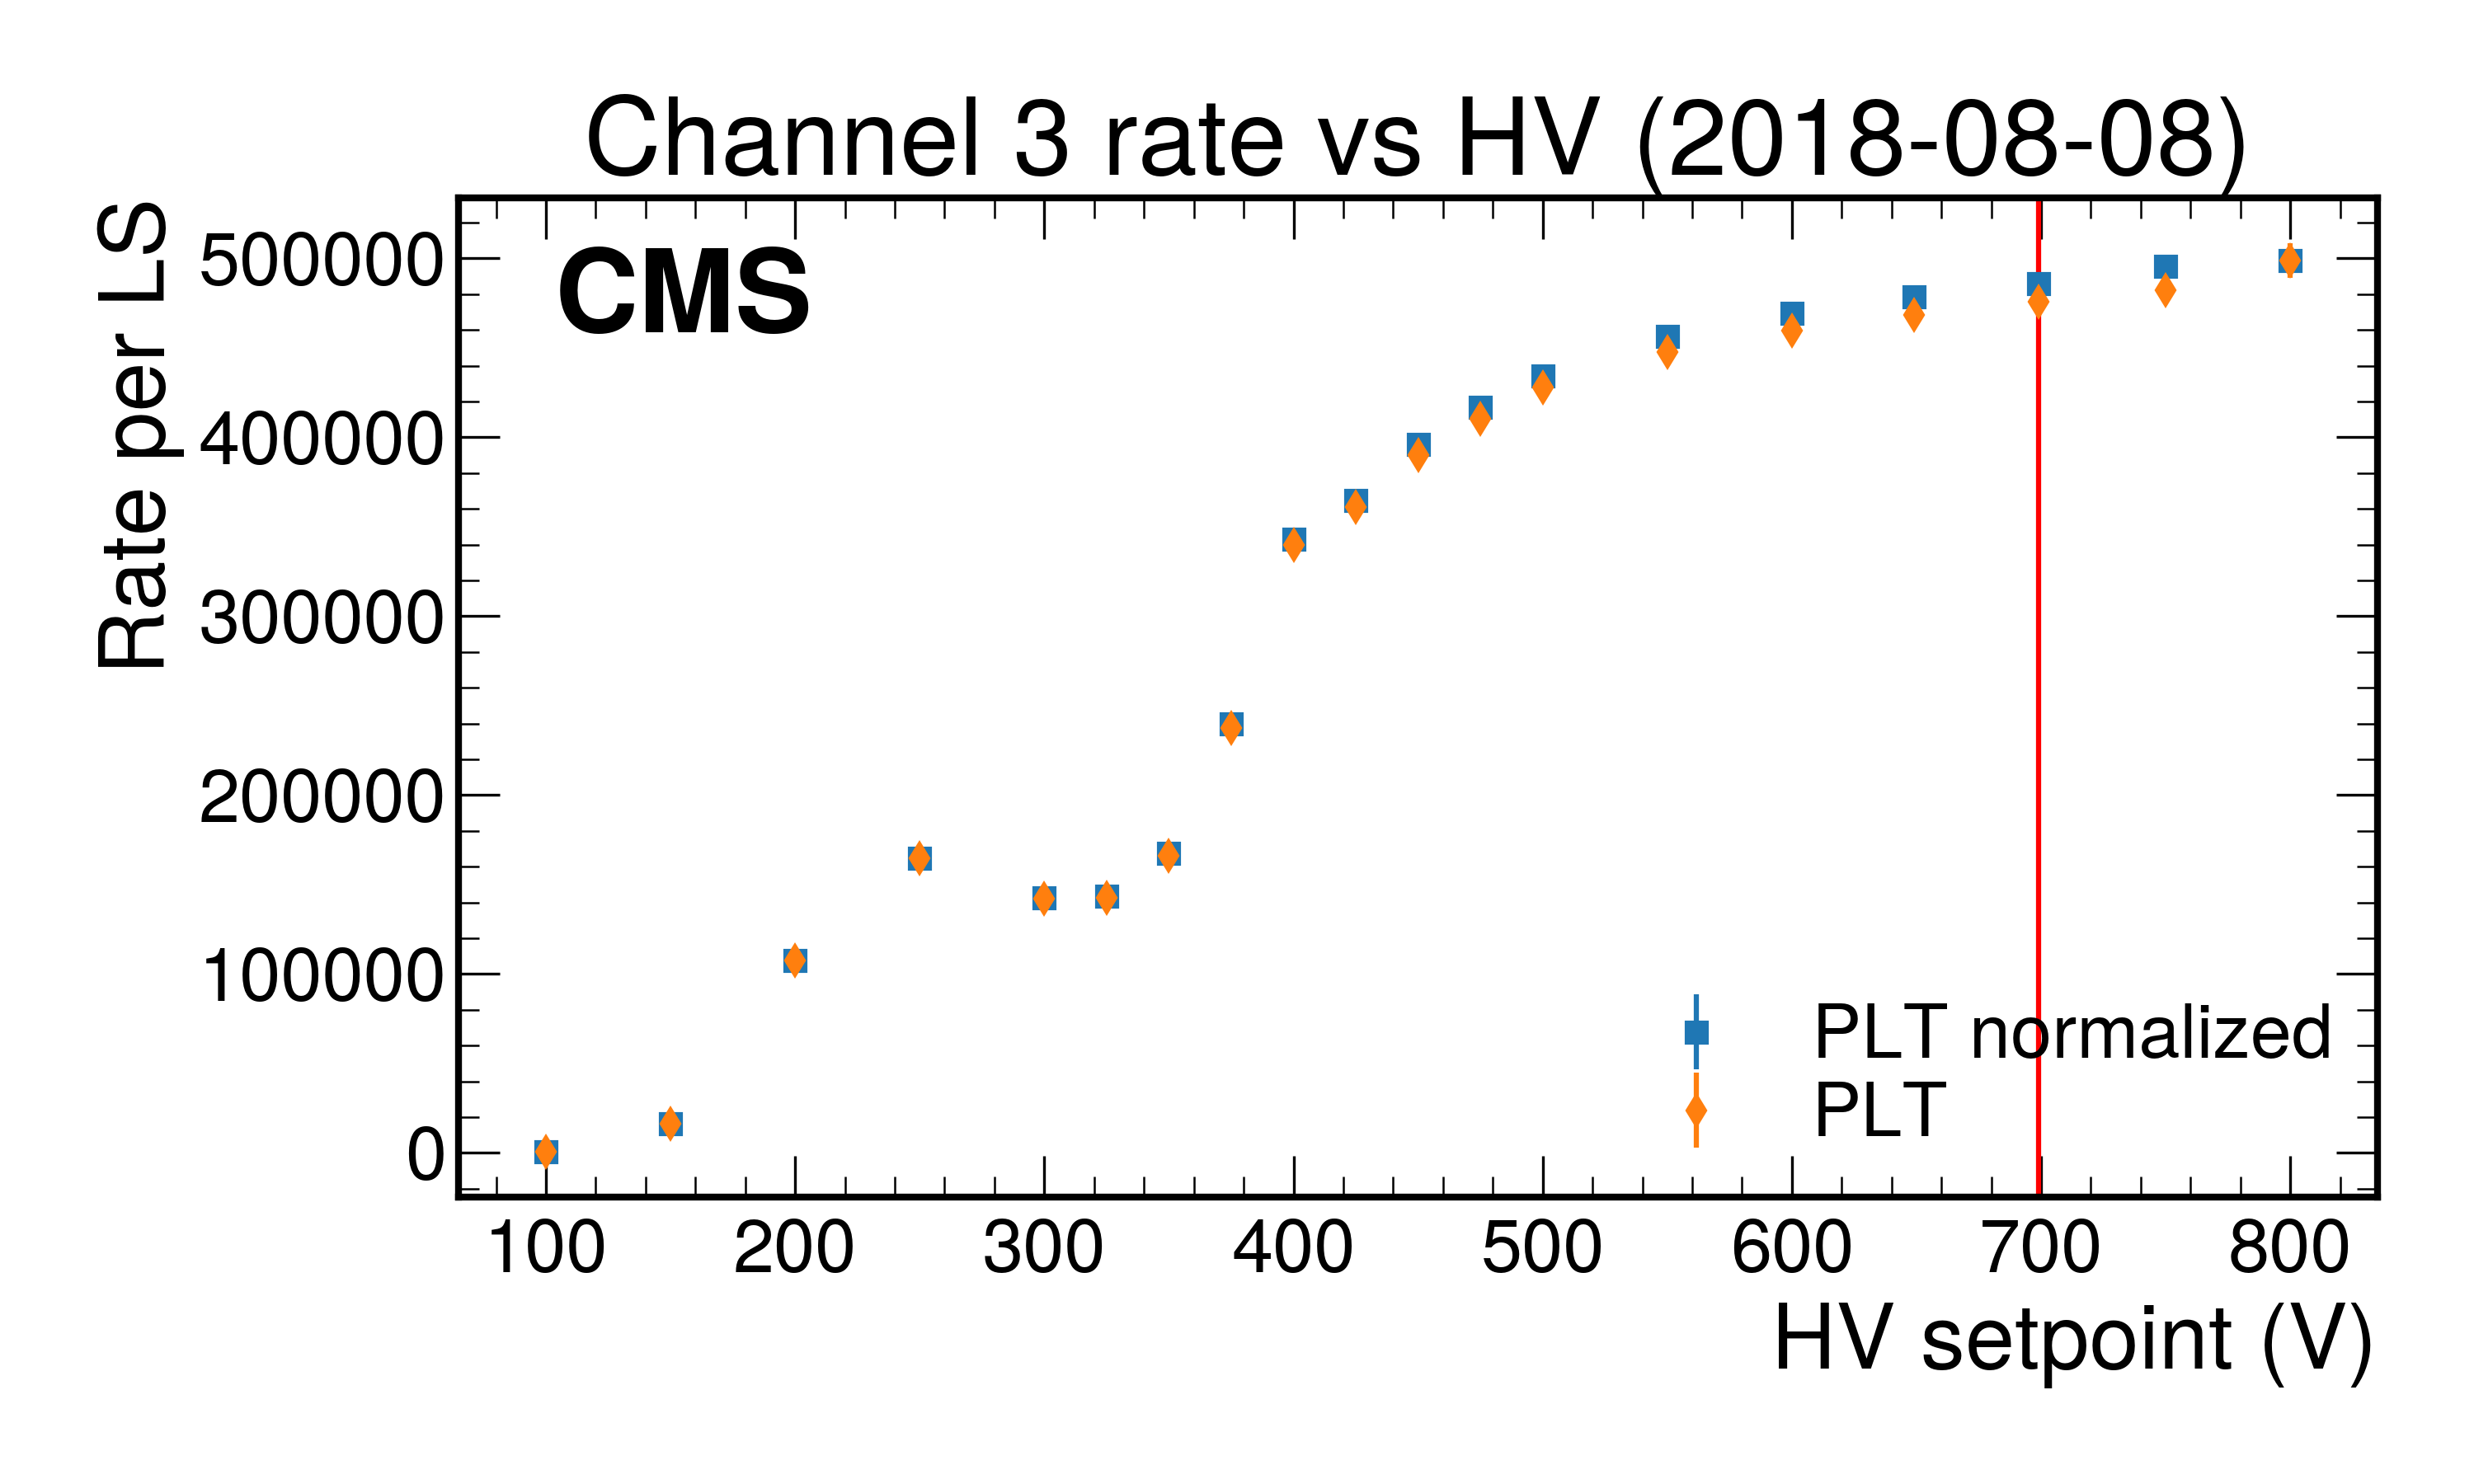 Channel 3 rate vs HV (2018-08-08)
CMS
Rate per LS
500000
400000
300000
200000
100000
0
PLT normalized
PLT
100 200 300 400 500 600 700 800
HV setpoint (V)